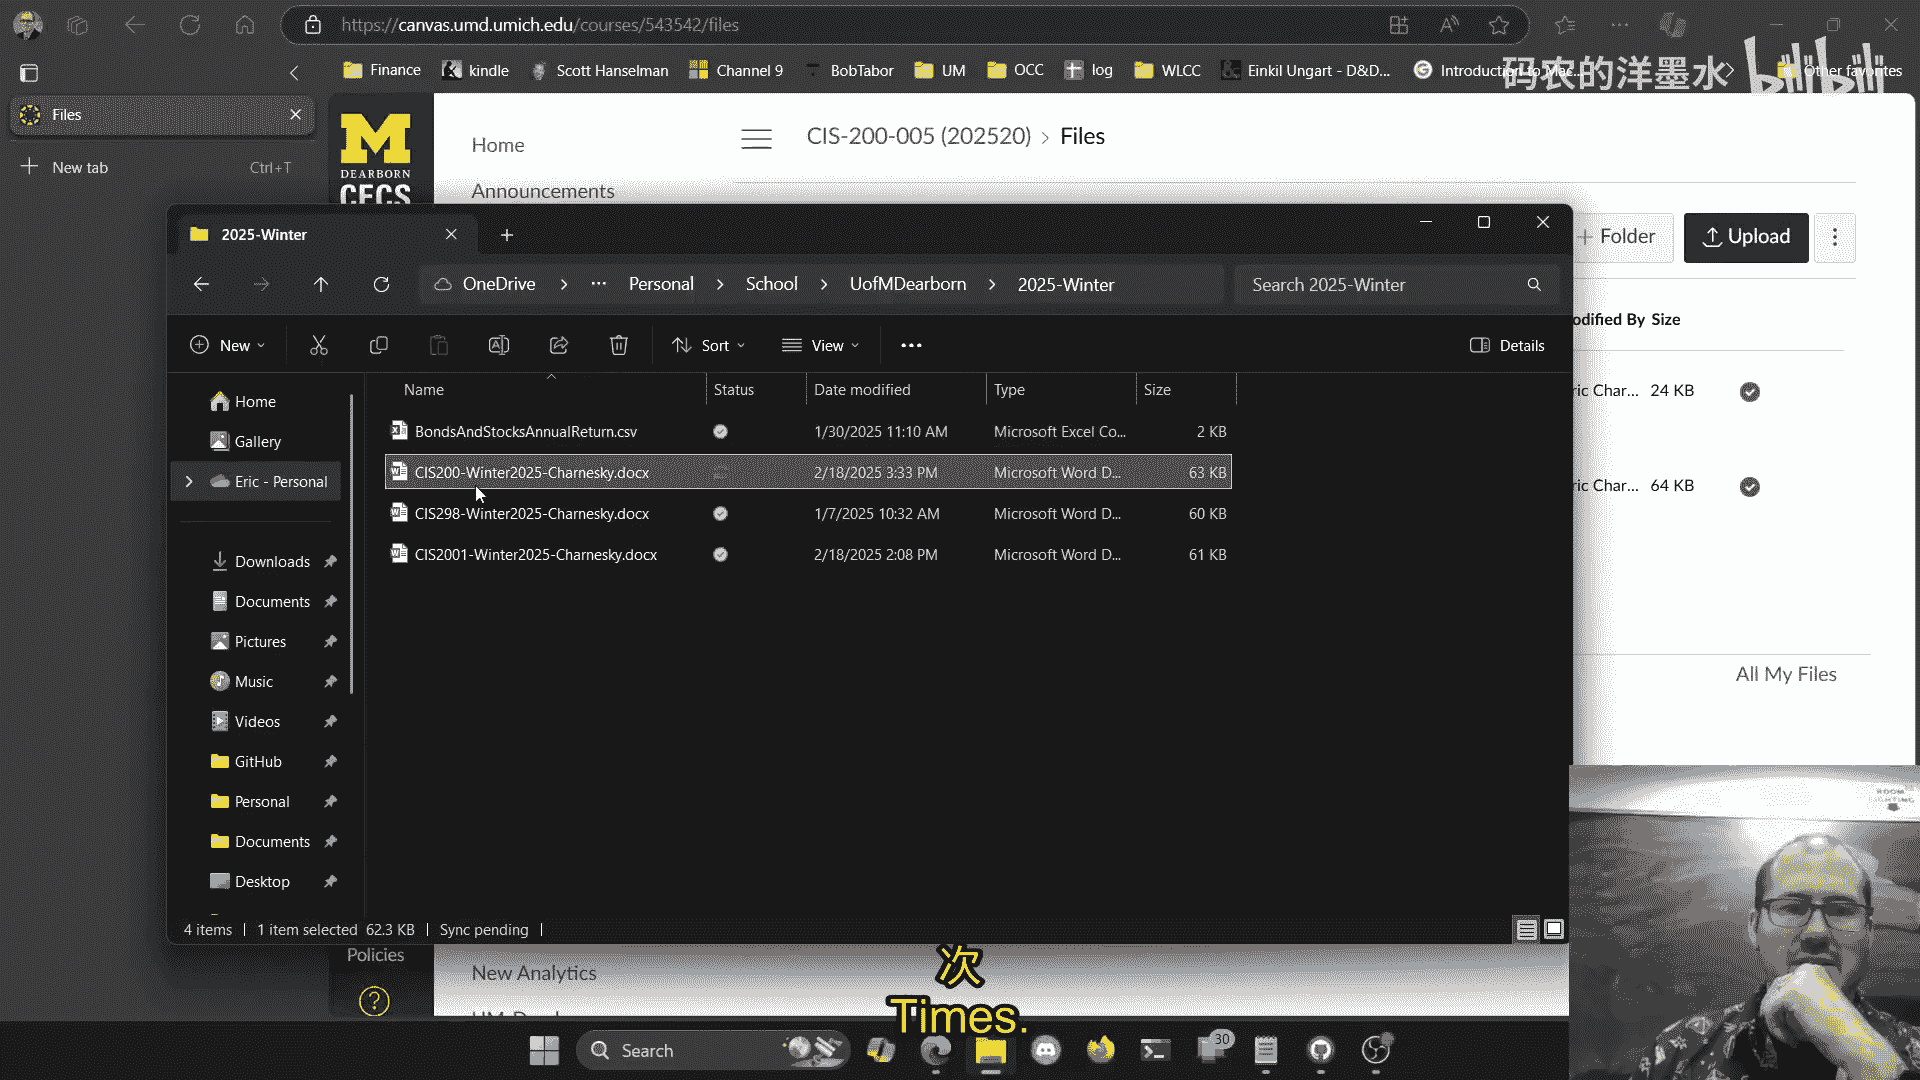 https://canvas.umd.umich.edu/courses/543542/files
Finance
kindle
Scott Hanselman
Channel 9
BobTabor
UM
OCC
log
WLCC
Einkil Ungart - D&D...
Introduction to Mac...
Other favorites
码农的洋墨水
bilibili
Files
New tab
Ctrl+T
M
DEARBORN
CECS
Home
Announcements
CIS-200-005 (202520) › Files
+ Folder
Upload
2025-Winter
OneDrive › ··· Personal › School › UofMDearborn › 2025-Winter
Search 2025-Winter
New
Sort
View
Details
odified By Size
Name
Status
Date modified
Type
Size
BondsAndStocksAnnualReturn.csv 1/30/2025 11:10 AM Microsoft Excel Co... 2 KB
CIS200-Winter2025-Charnesky.docx 2/18/2025 3:33 PM Microsoft Word D... 63 KB
CIS298-Winter2025-Charnesky.docx 1/7/2025 10:32 AM Microsoft Word D... 60 KB
CIS2001-Winter2025-Charnesky.docx 2/18/2025 2:08 PM Microsoft Word D... 61 KB
ric Char... 24 KB
ric Char... 64 KB
All My Files
Home
Gallery
Eric - Personal
Downloads
Documents
Pictures
Music
Videos
GitHub
Personal
Documents
Desktop
4 items
1 item selected 62.3 KB
Sync pending
Policies
New Analytics
次
Times.
Search
30
ROOM